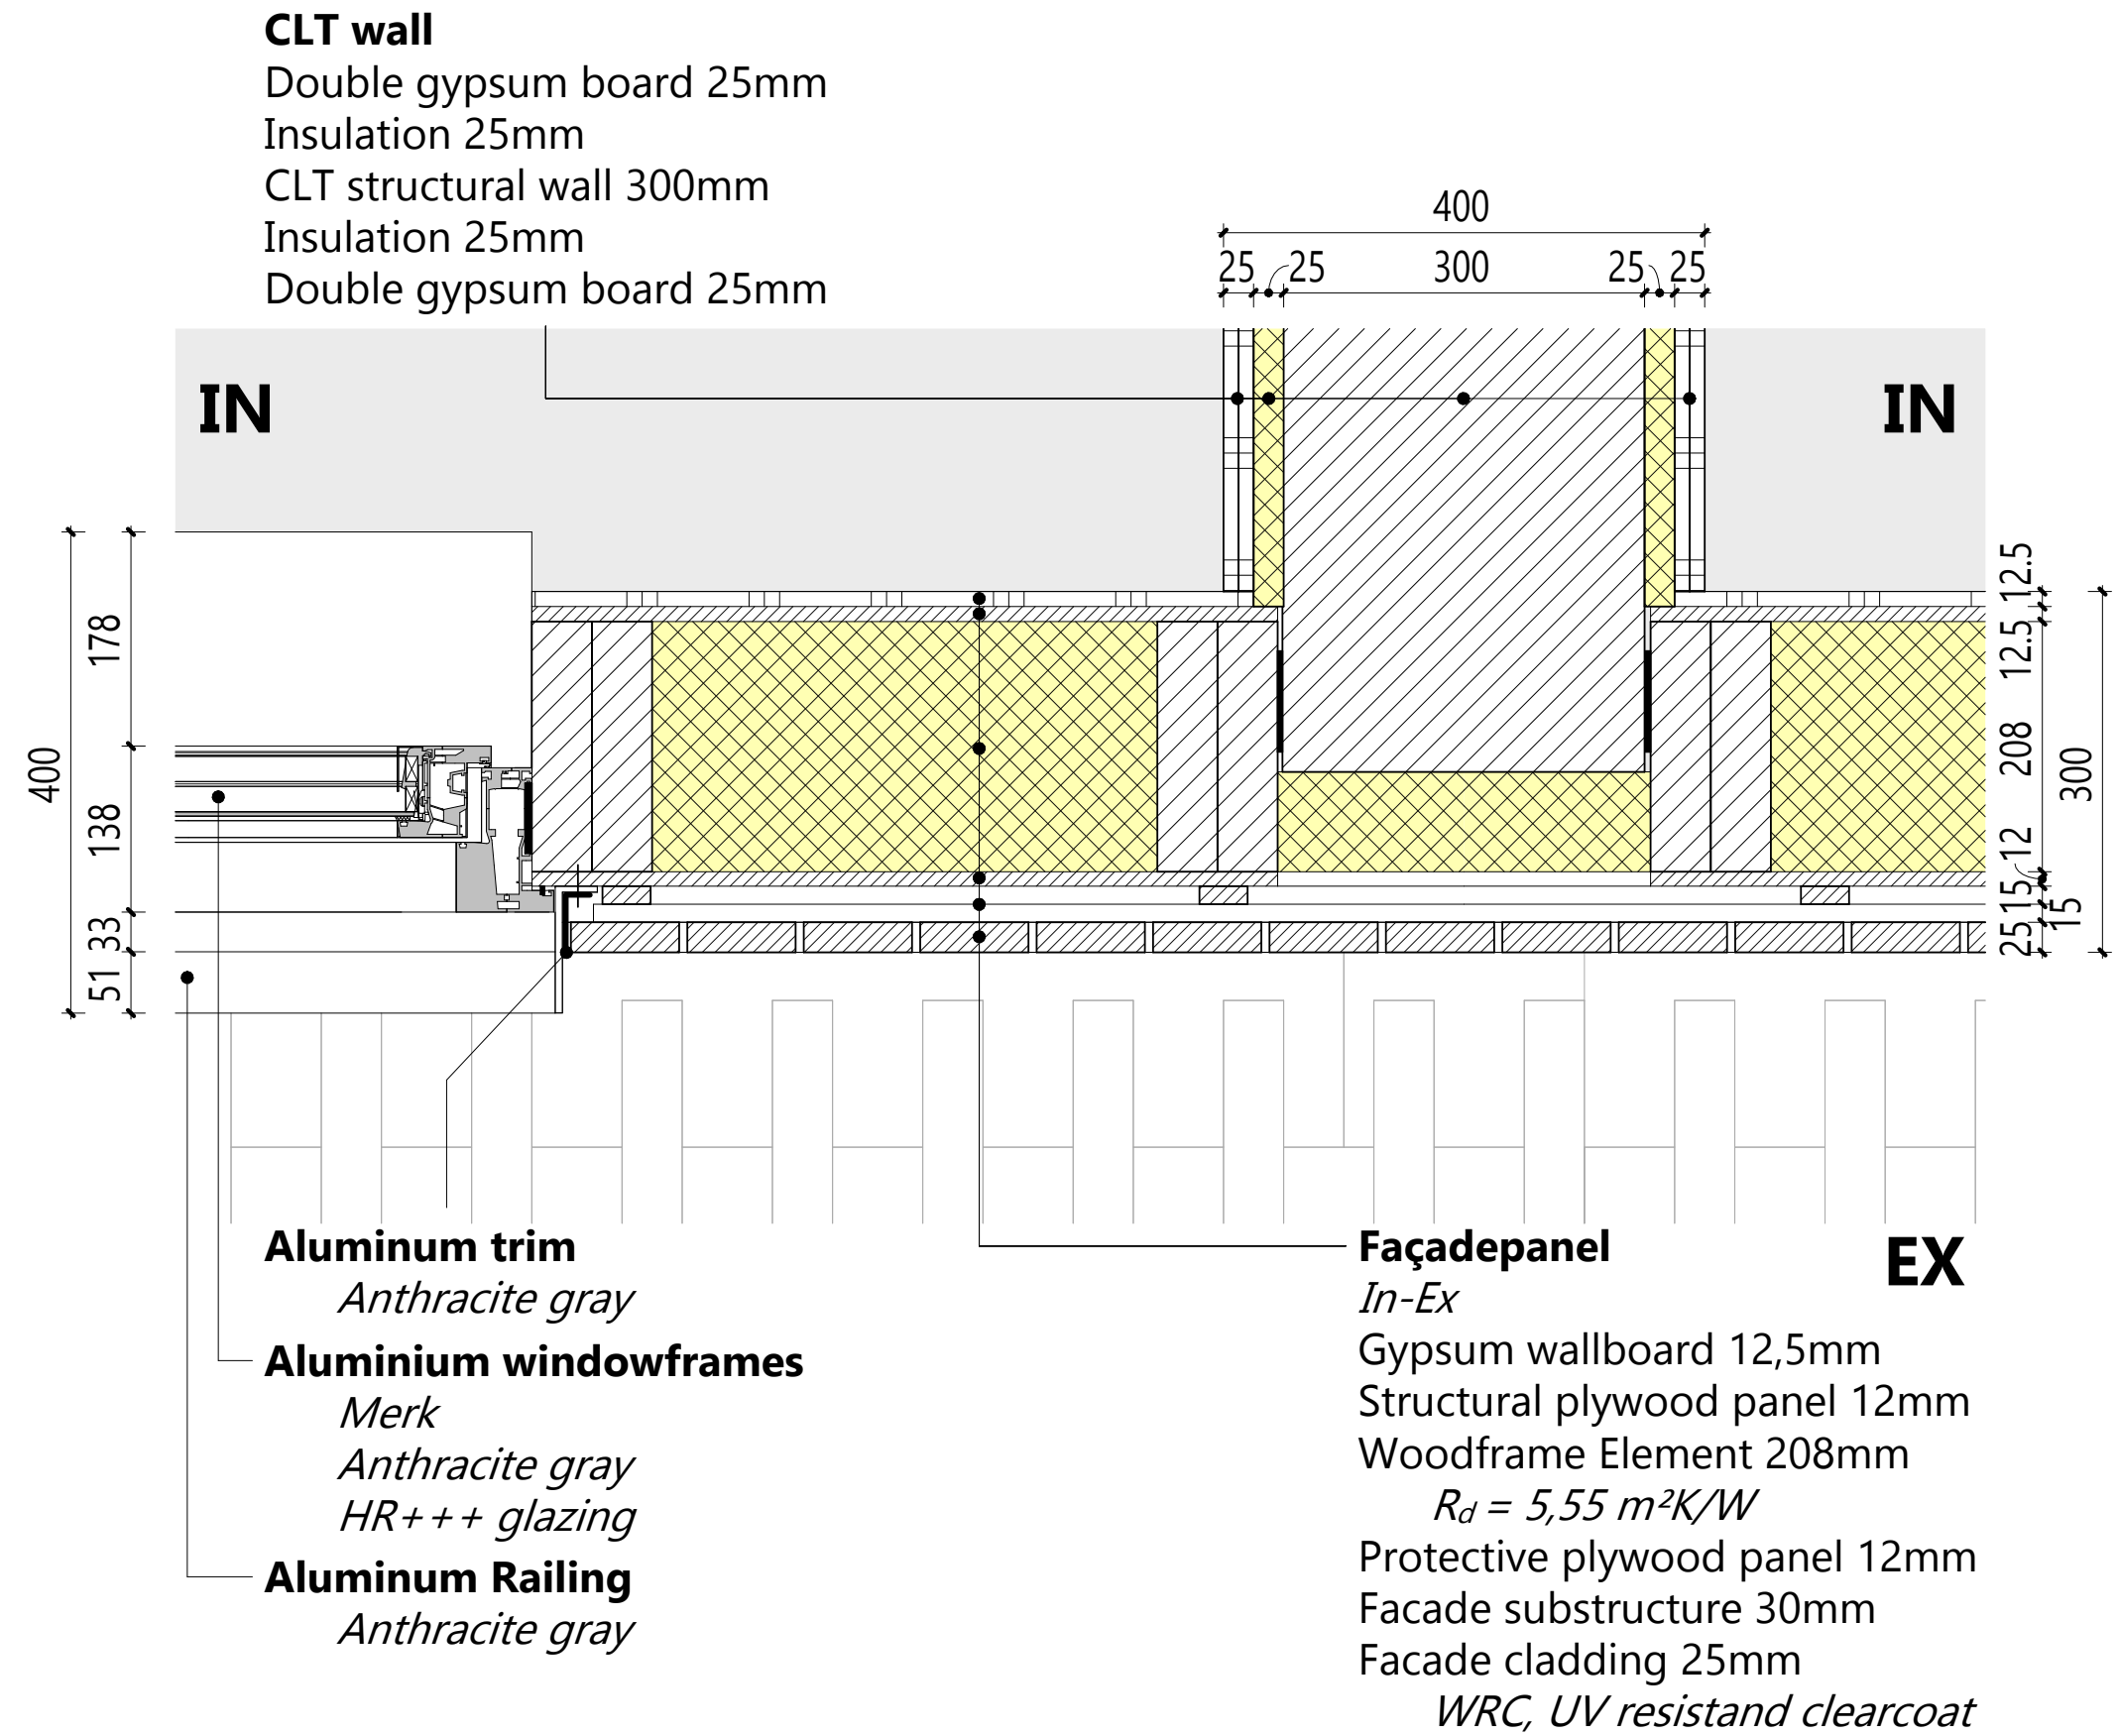 CLT wall
Double gypsum board 25mm
Insulation 25mm
CLT structural wall 300mm
Insulation 25mm
Double gypsum board 25mm
400
25 25 300 25 25
IN
IN
400
178
138
33
51
12.5
12.5
208
12
15
15
25
300
Aluminum trim
Anthracite gray
Aluminium windowframes
Merk
Anthracite gray
HR+++ glazing
Aluminum Railing
Anthracite gray
Façadepanel
EX
In-Ex
Gypsum wallboard 12,5mm
Structural plywood panel 12mm
Woodframe Element 208mm
Rd = 5,55 m²K/W
Protective plywood panel 12mm
Facade substructure 30mm
Facade cladding 25mm
WRC, UV resistand clearcoat